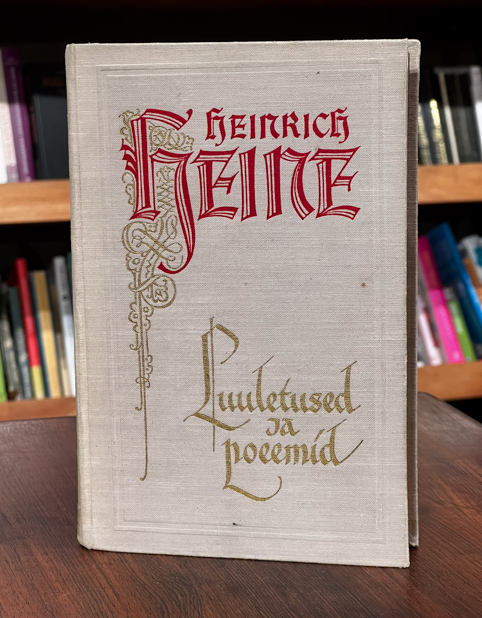 HEINRICH
HEINE
Luuletused
ja
poeemid